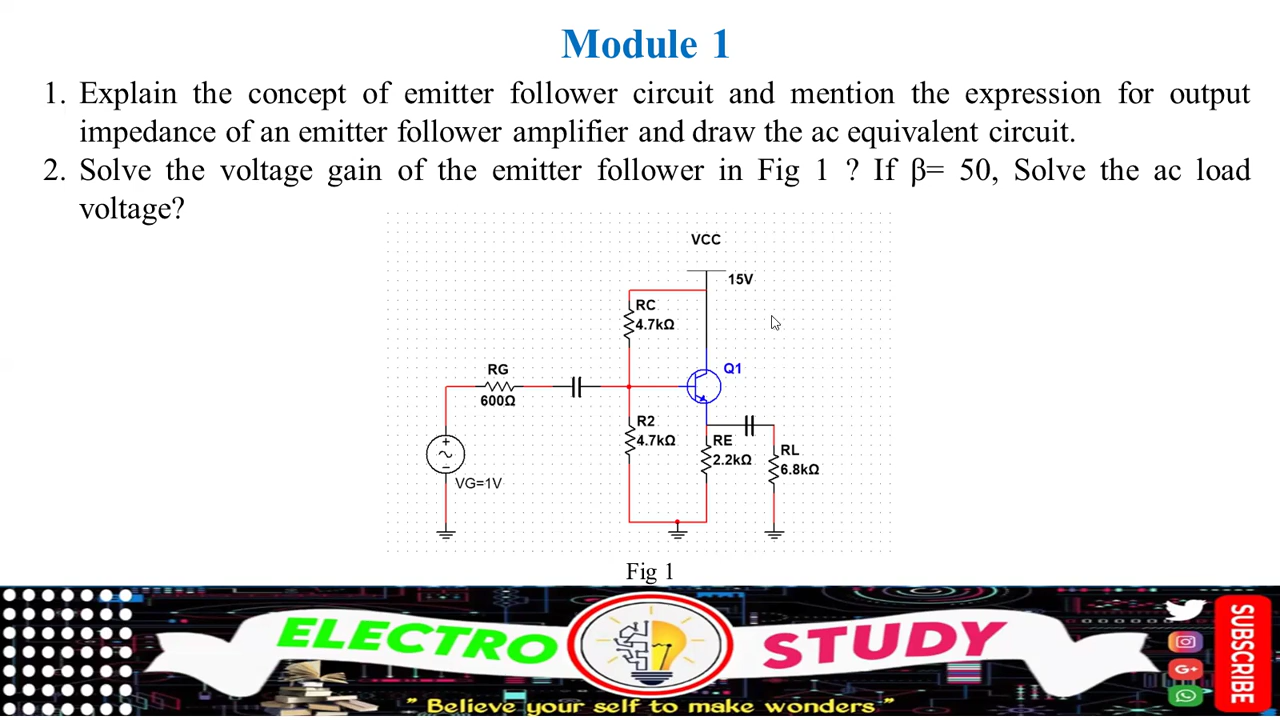 Module 1
1. Explain the concept of emitter follower circuit and mention the expression for output
impedance of an emitter follower amplifier and draw the ac equivalent circuit.
2. Solve the voltage gain of the emitter follower in Fig 1 ? If β= 50, Solve the ac load
voltage?
VCC
15V
RC
4.7kΩ
Q1
RG
600Ω
R2
4.7kΩ
RE
2.2kΩ
RL
6.8kΩ
VG=1V
Fig 1
ELECTRO STUDY
" Believe your self to make wonders "
SUBSCRIBE
G+